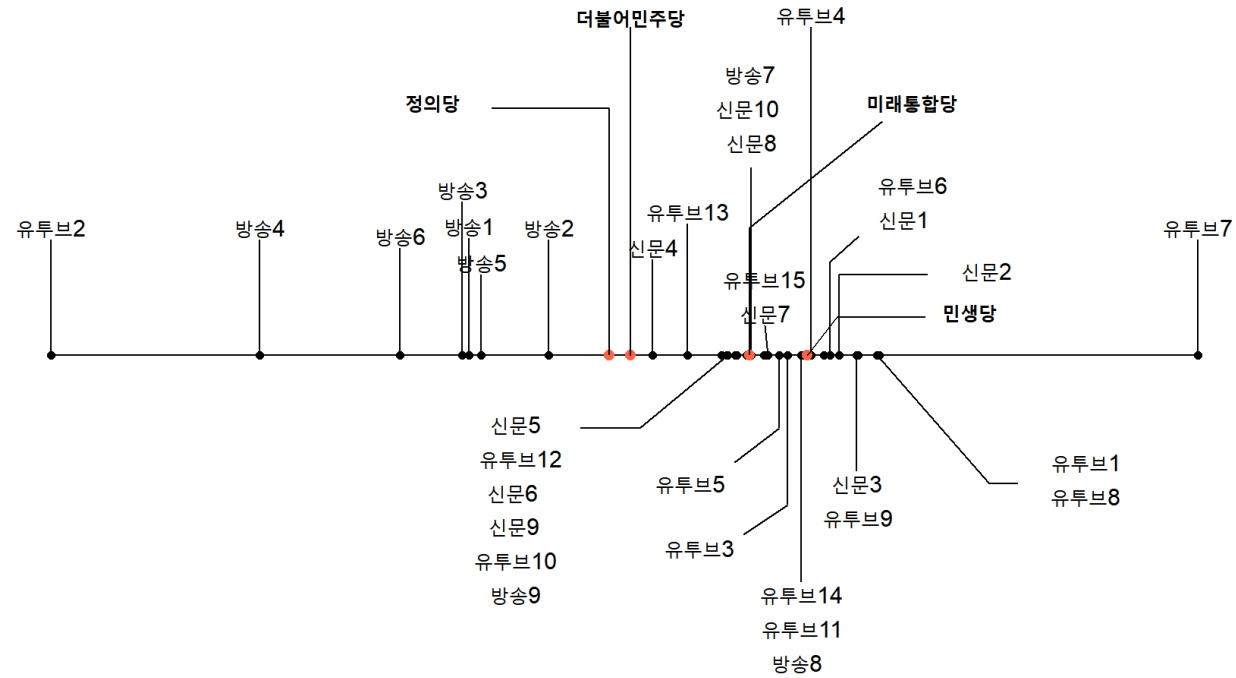 더불어민주당
유투브4
방송7
신문10
신문8
정의당
미래통합당
방송3
유투브6
신문1
유투브2
방송4
방송6
방송1
방송5
방송2
유투브13
신문4
유투브7
유투브15
신문7
신문2
민생당
신문5
유투브12
신문6
신문9
유투브10
방송9
유투브5
유투브3
유투브14
유투브11
방송8
신문3
유투브9
유투브1
유투브8